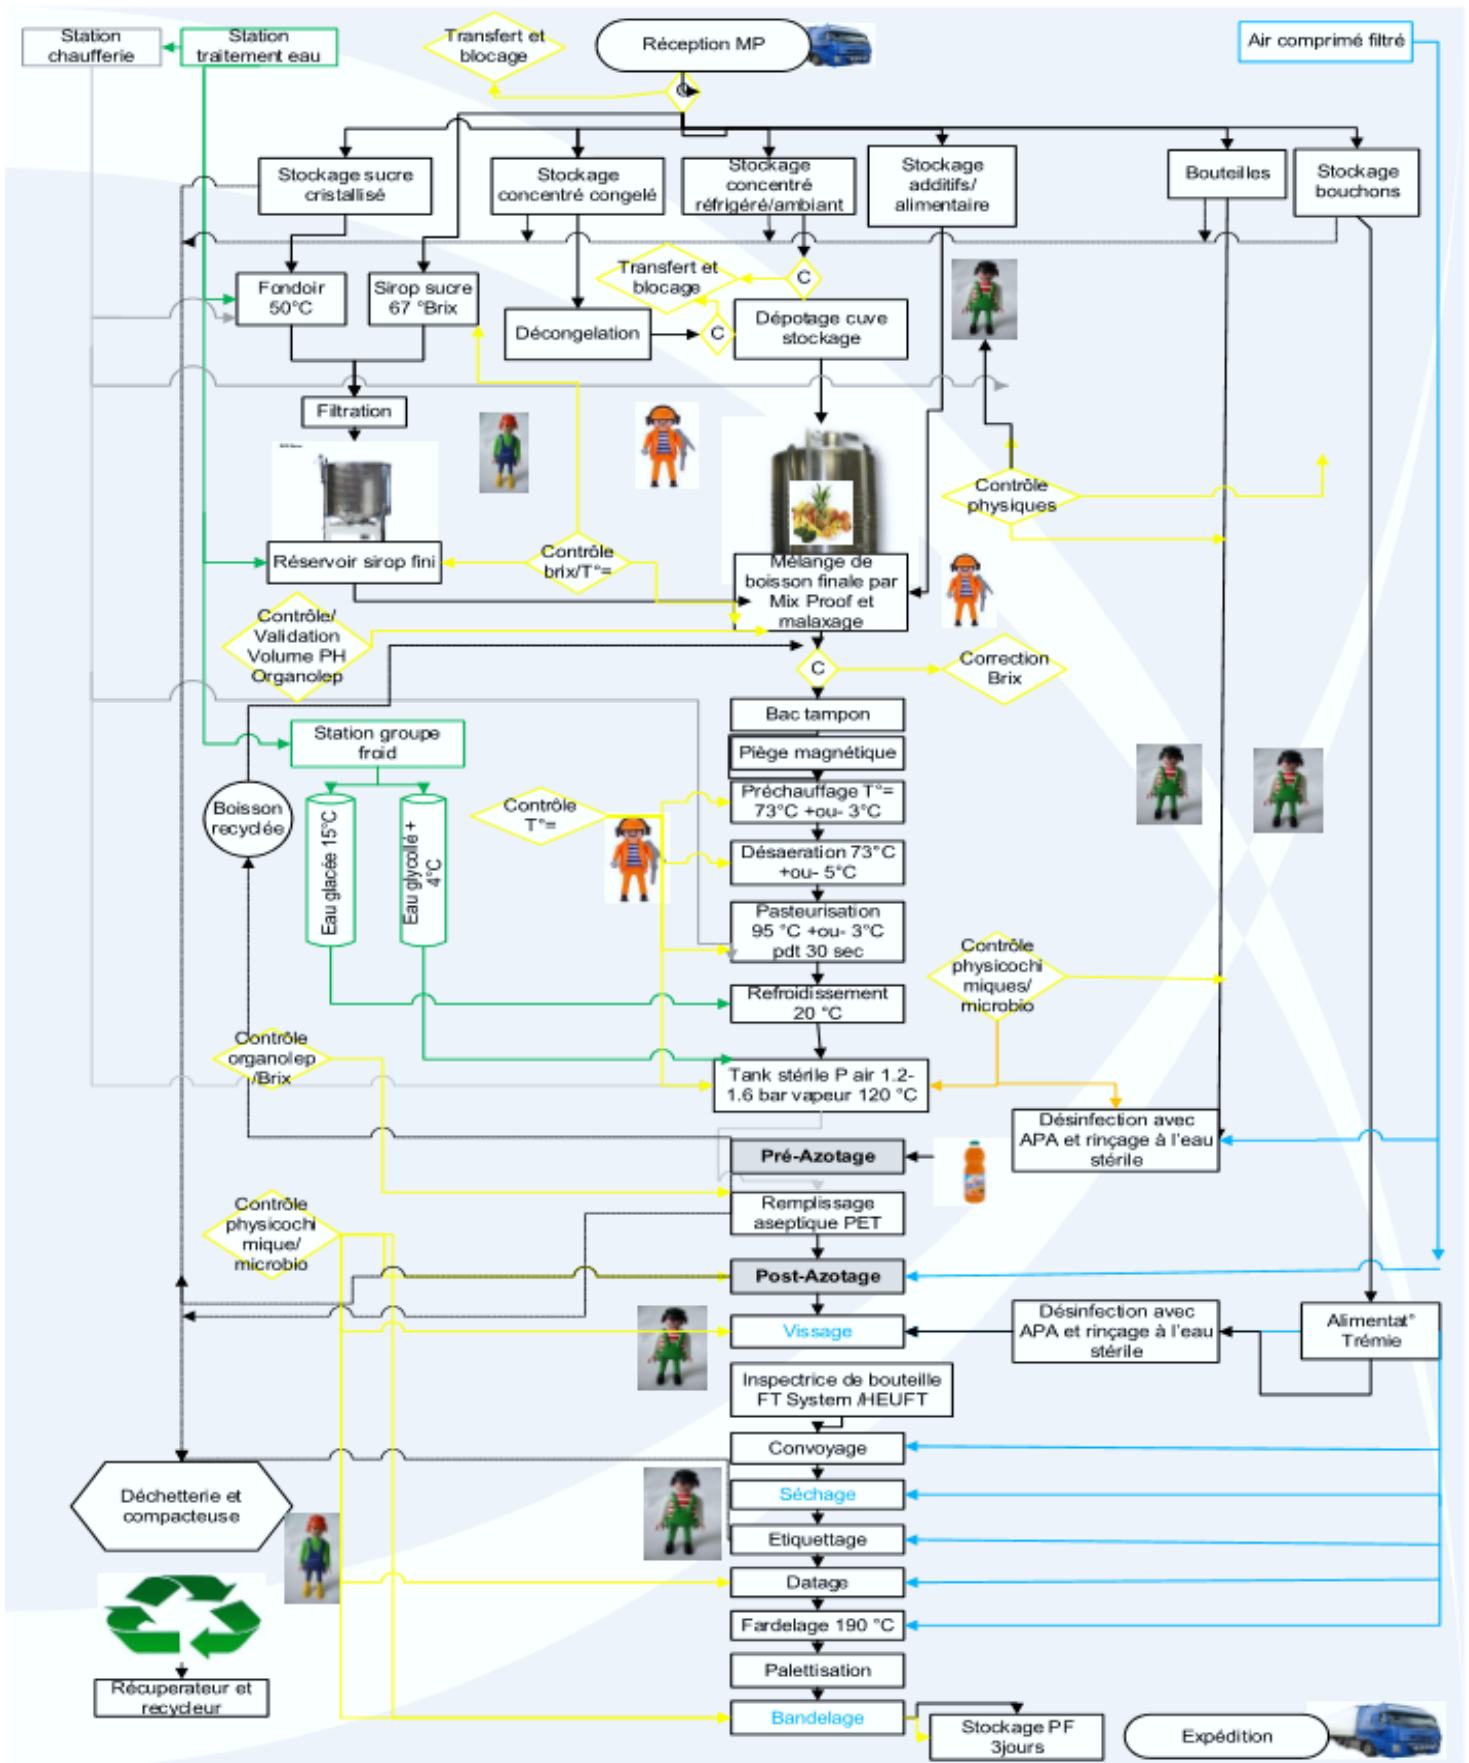 Station
chaufferie
Station
traitement eau
Transfert et
blocage
Réception MP
Air comprimé filtré
C
Stockage sucre
cristallisé
Stockage
concentré congelé
Stockage
concentré
réfrigéré/ambiant
Stockage
additifs/
alimentaire
Bouteilles
Stockage
bouchons
Fondoir
50°C
Sirop sucre
67 °Brix
Transfert et
blocage
C
Décongelation
C
Dépotage cuve
stockage
Filtration
Contrôle
physiques
Réservoir sirop fini
Contrôle
brix/T°=
Mélange de
boisson finale par
Mix Proof et
malaxage
Contrôle/
Validation
Volume PH
Organolep
C
Correction
Brix
Bac tampon
Station groupe
froid
Piège magnétique
Boisson
recyclée
Eau glacée 15°C
Eau glycollé +
4°C
Contrôle
T°=
Préchauffage T°=
73°C +ou- 3°C
Désaeration 73°C
+ou- 5°C
Pasteurisation
95 °C +ou- 3°C
pdt 30 sec
Contrôle
physicochi
miques/
microbio
Refroidissement
20 °C
Contrôle
organolep
/Brix
Tank stérile P air 1.2-
1.6 bar vapeur 120 °C
Désinfection avec
APA et rinçage à l'eau
stérile
Pré-Azotage
Contrôle
physicochi
mique/
microbio
Remplissage
aseptique PET
Post-Azotage
Vissage
Désinfection avec
APA et rinçage à l'eau
stérile
Alimentat°
Trémie
Inspectrice de bouteille
FT System /HEUFT
Convoyage
Déchetterie et
compacteuse
Séchage
Etiquettage
Datage
Fardelage 190 °C
Palettisation
Récuperateur et
recycleur
Bandelage
Stockage PF
3jours
Expédition